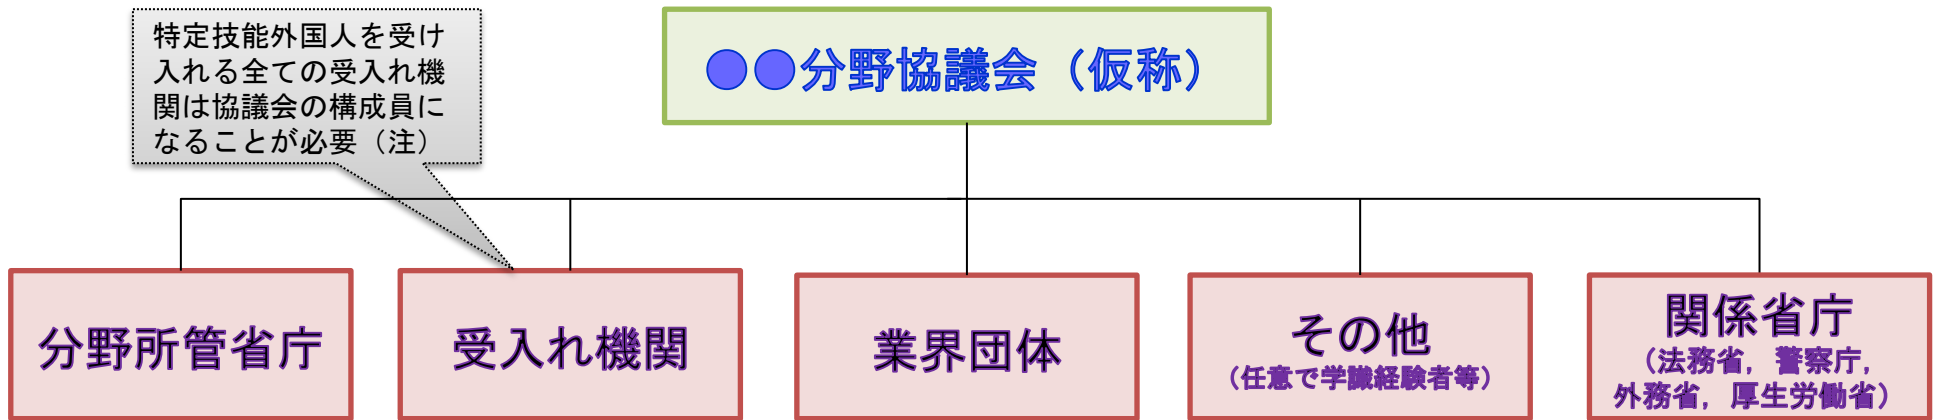 特定技能外国人を受け
入れる全ての受入れ機
関は協議会の構成員に
なることが必要（注）
●●分野協議会（仮称）
分野所管省庁
受入れ機関
業界団体
その他
（任意で学識経験者等）
関係省庁
（法務省，警察庁，
外務省，厚生労働省）